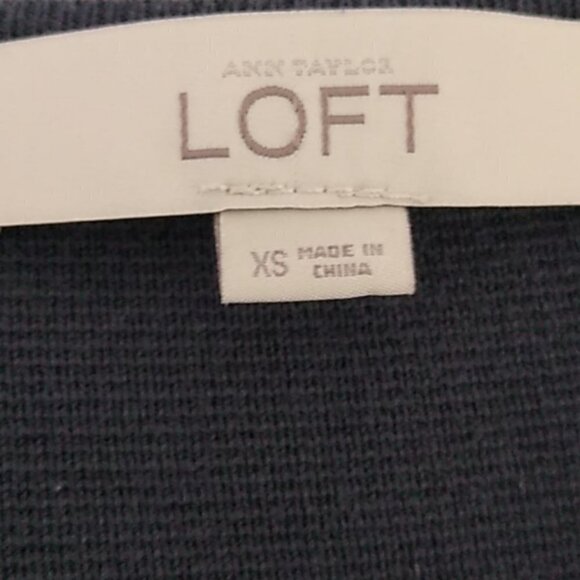 ANN TAYLOR
LOFT
XS MADE IN
CHINA